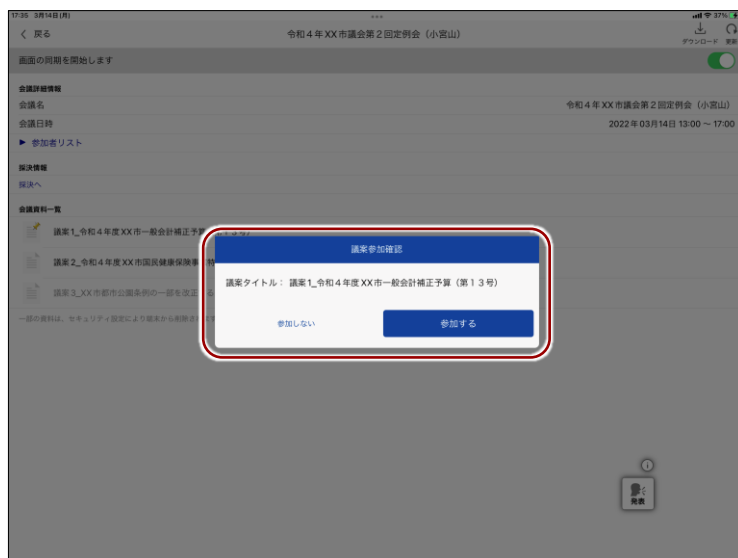 17:35 3月14日(月)
37%
戻る
令和４年XX市議会第２回定例会（小宮山）
ダウンロード 更新
画面の同期を開始します
会議詳細情報
会議名 令和４年XX市議会第２回定例会（小宮山）
会議日時 2022年03月14日 13:00 ～ 17:00
▶ 参加者リスト
採決情報
採決へ
会議資料一覧
議案1_令和４年度XX市一般会計補正予
議案2_令和４年度XX市国民健康保険事
議案3_XX市都市公園条例の一部を改正
一部の資料は、セキュリティ設定により端末から削除され
議案参加確認
議案タイトル： 議案1_令和４年度XX市一般会計補正予算（第１３号）
参加しない
参加する
発表